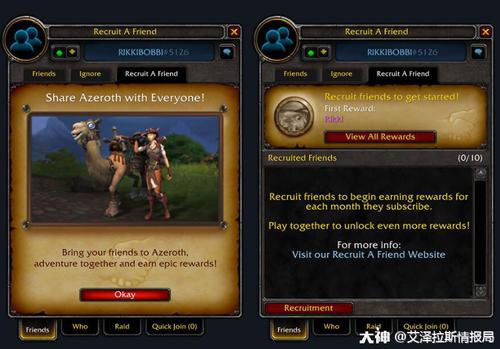 Recruit A Friend
RIKKIBOBBI#5126
Friends
Ignore
Recruit A Friend
Share Azeroth with Everyone!
Bring your friends to Azeroth,
adventure together and earn epic rewards!
Okay
Friends
Who
Raid
Quick Join (0)
Recruit A Friend
RIKKIBOBBI#5126
Friends
Ignore
Recruit A Friend
Recruit friends to get started!
First Reward:
Rikki
View All Rewards
Recruited Friends
(0/10)
Recruit friends to begin earning rewards for
each month they subscribe.
Play together to unlock even more rewards!
For more info:
Visit our Recruit A Friend Website
Recruitment
Friends
Who
Raid
Quick Join (0)
大神 @艾泽拉斯情报局